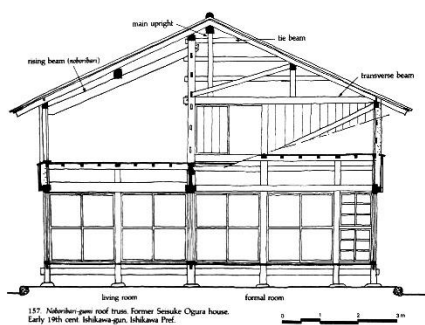 main upright
tie beam
rising beam (noboribari)
transverse beam
living room
formal room
157. Noboribari-gumi roof truss. Former Seisuke Ogura house.
Early 19th cent. Ishikawa-gun, Ishikawa Pref.
0 1 2 3m